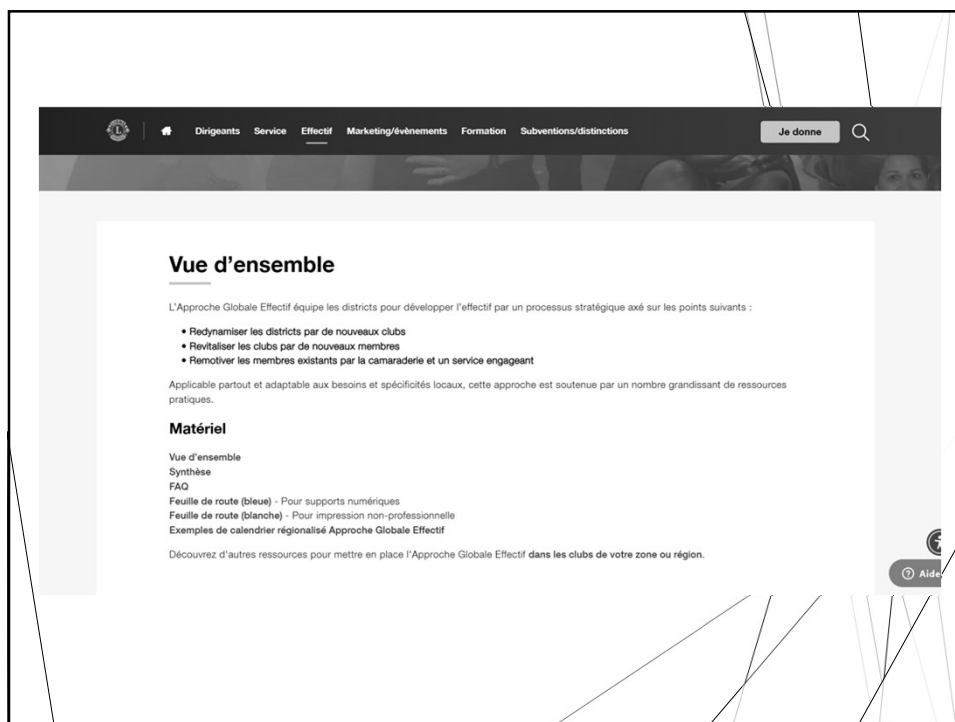 Dirigeants Service Effectif Marketing/évènements Formation Subventions/distinctions Je donne
Vue d'ensemble
L'Approche Globale Effectif équipe les districts pour développer l'effectif par un processus stratégique axé sur les points suivants :
• Redynamiser les districts par de nouveaux clubs
• Revitaliser les clubs par de nouveaux membres
• Remotiver les membres existants par la camaraderie et un service engageant
Applicable partout et adaptable aux besoins et spécificités locaux, cette approche est soutenue par un nombre grandissant de ressources
pratiques.
Matériel
Vue d'ensemble
Synthèse
FAQ
Feuille de route (bleue) - Pour supports numériques
Feuille de route (blanche) - Pour impression non-professionnelle
Exemples de calendrier régionalisé Approche Globale Effectif
Découvrez d'autres ressources pour mettre en place l'Approche Globale Effectif dans les clubs de votre zone ou région.
Aide